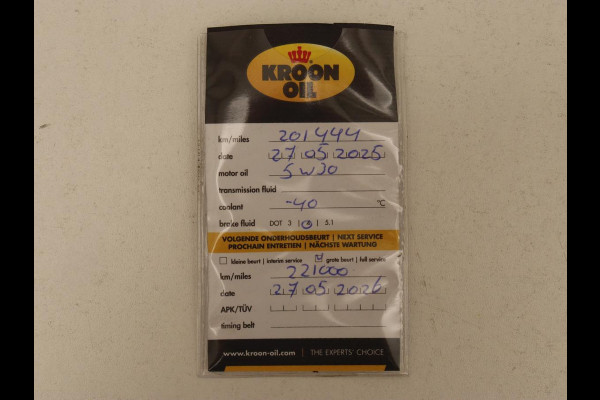 KROON
OIL
km/miles 201444
date 27 05 2025
motor oil 5W30
transmission fluid
coolant -40 °C
brake fluid DOT 3 | 4 | 5.1
VOLGENDE ONDERHOUDSBEURT | NEXT SERVICE
PROCHAIN ENTRETIEN | NÄCHSTE WARTUNG
kleine beurt | interim service grote beurt | full service
km/miles 221000
date 27 05 2026
APK/TÜV
timing belt
www.kroon-oil.com | THE EXPERTS' CHOICE